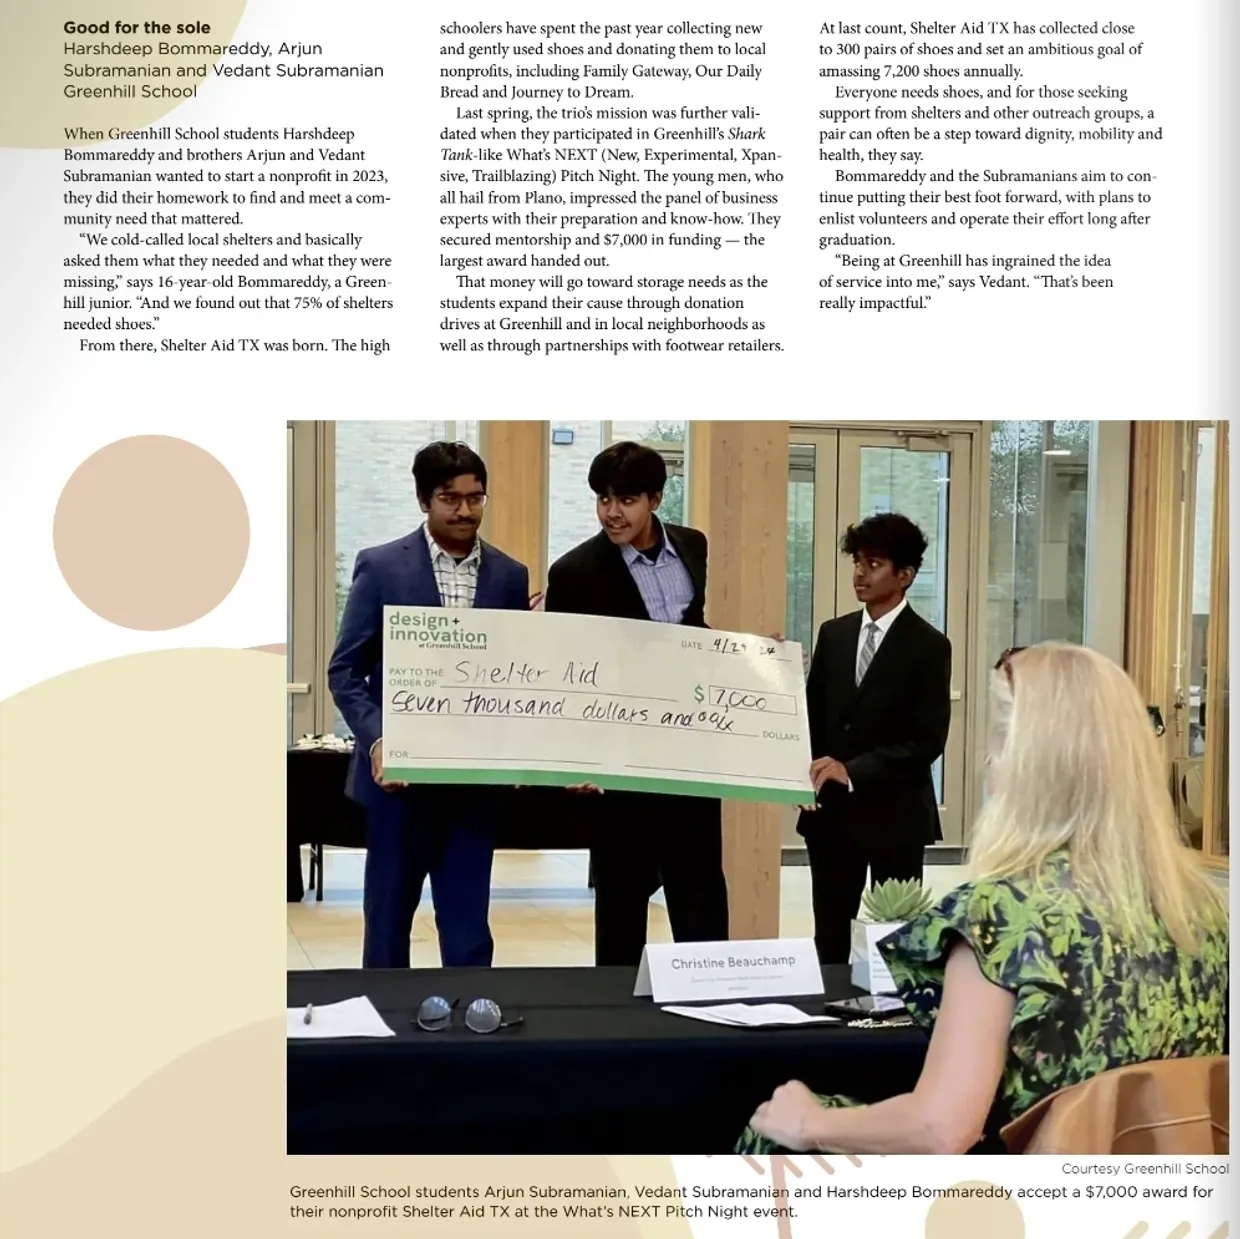 Good for the sole
Harshdeep Bommareddy, Arjun
Subramanian and Vedant Subramanian
Greenhill School
When Greenhill School students Harshdeep
Bommareddy and brothers Arjun and Vedant
Subramanian wanted to start a nonprofit in 2023,
they did their homework to find and meet a com-
munity need that mattered.
“We cold-called local shelters and basically
asked them what they needed and what they were
missing,” says 16-year-old Bommareddy, a Green-
hill junior. “And we found out that 75% of shelters
needed shoes.”
From there, Shelter Aid TX was born. The high
schoolers have spent the past year collecting new
and gently used shoes and donating them to local
nonprofits, including Family Gateway, Our Daily
Bread and Journey to Dream.
Last spring, the trio’s mission was further vali-
dated when they participated in Greenhill’s Shark
Tank-like What’s NEXT (New, Experimental, Xpan-
sive, Trailblazing) Pitch Night. The young men, who
all hail from Plano, impressed the panel of business
experts with their preparation and know-how. They
secured mentorship and $7,000 in funding — the
largest award handed out.
That money will go toward storage needs as the
students expand their cause through donation
drives at Greenhill and in local neighborhoods as
well as through partnerships with footwear retailers.
At last count, Shelter Aid TX has collected close
to 300 pairs of shoes and set an ambitious goal of
amassing 7,200 shoes annually.
Everyone needs shoes, and for those seeking
support from shelters and other outreach groups, a
pair can often be a step toward dignity, mobility and
health, they say.
Bommareddy and the Subramanians aim to con-
tinue putting their best foot forward, with plans to
enlist volunteers and operate their effort long after
graduation.
“Being at Greenhill has ingrained the idea
of service into me,” says Vedant. “That’s been
really impactful.”
design +
innovation
at Greenhill School
DATE 4/29 24
PAY TO THE
ORDER OF Shelter Aid
$ 7,000
Seven thousand dollars and
DOLLARS
FOR
Christine Beauchamp
Courtesy Greenhill School
Greenhill School students Arjun Subramanian, Vedant Subramanian and Harshdeep Bommareddy accept a $7,000 award for
their nonprofit Shelter Aid TX at the What’s NEXT Pitch Night event.